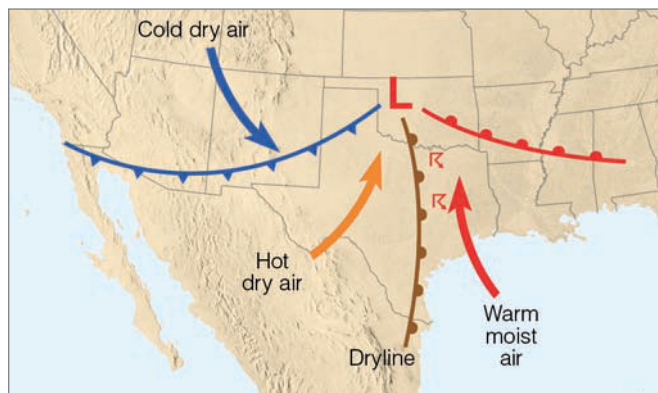 Cold dry air
L
Hot
dry air
Warm
moist
air
Dryline